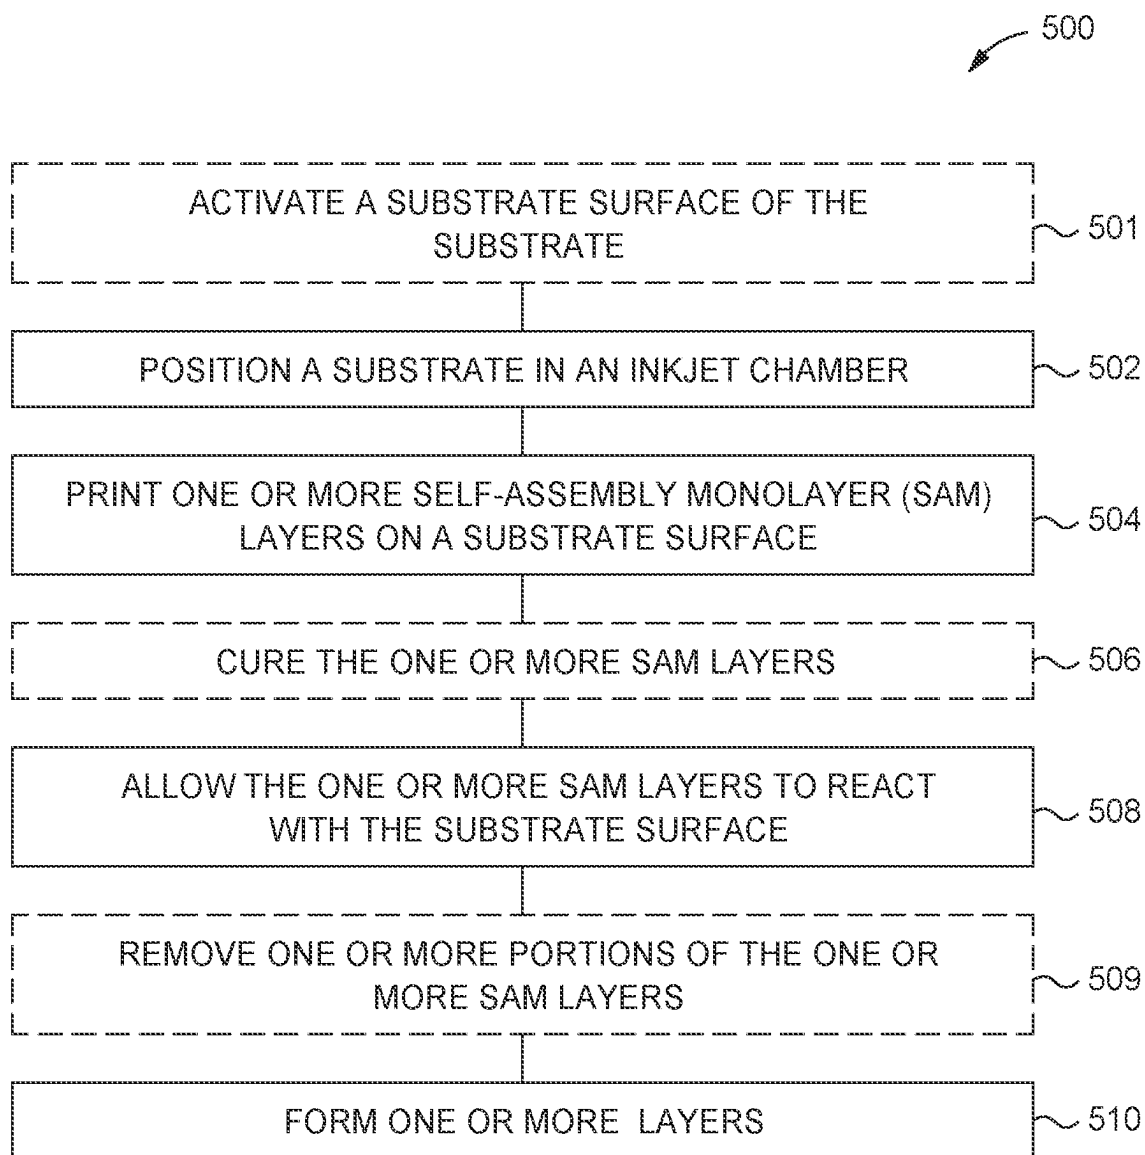 500
ACTIVATE A SUBSTRATE SURFACE OF THE
SUBSTRATE
501
POSITION A SUBSTRATE IN AN INKJET CHAMBER
502
PRINT ONE OR MORE SELF-ASSEMBLY MONOLAYER (SAM)
LAYERS ON A SUBSTRATE SURFACE
504
CURE THE ONE OR MORE SAM LAYERS
506
ALLOW THE ONE OR MORE SAM LAYERS TO REACT
WITH THE SUBSTRATE SURFACE
508
REMOVE ONE OR MORE PORTIONS OF THE ONE OR
MORE SAM LAYERS
509
FORM ONE OR MORE LAYERS
510